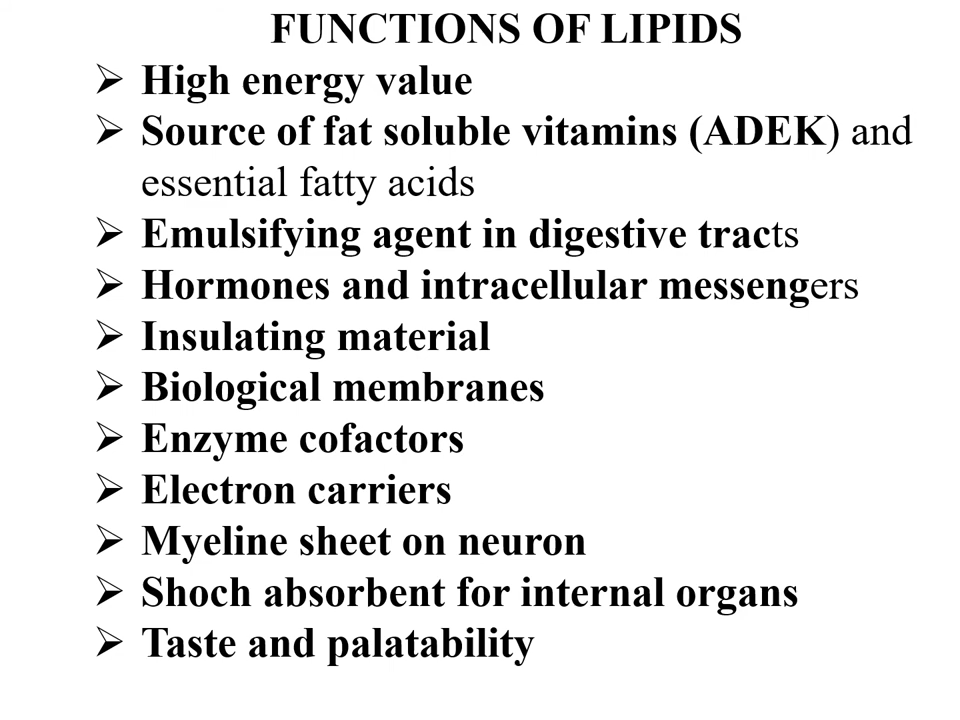 FUNCTIONS OF LIPIDS
➢ High energy value
➢ Source of fat soluble vitamins (ADEK) and
essential fatty acids
➢ Emulsifying agent in digestive tracts
➢ Hormones and intracellular messengers
➢ Insulating material
➢ Biological membranes
➢ Enzyme cofactors
➢ Electron carriers
➢ Myeline sheet on neuron
➢ Shoch absorbent for internal organs
➢ Taste and palatability